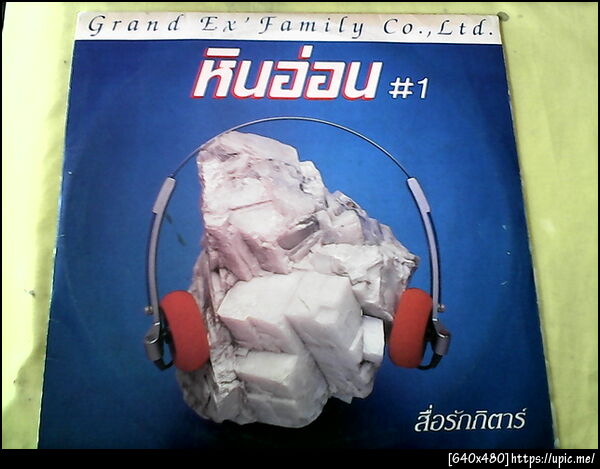 Grand Ex' Family Co.,Ltd.
หินอ่อน #1
สื่อรักกีตาร์
[640x480]https://upic.me/